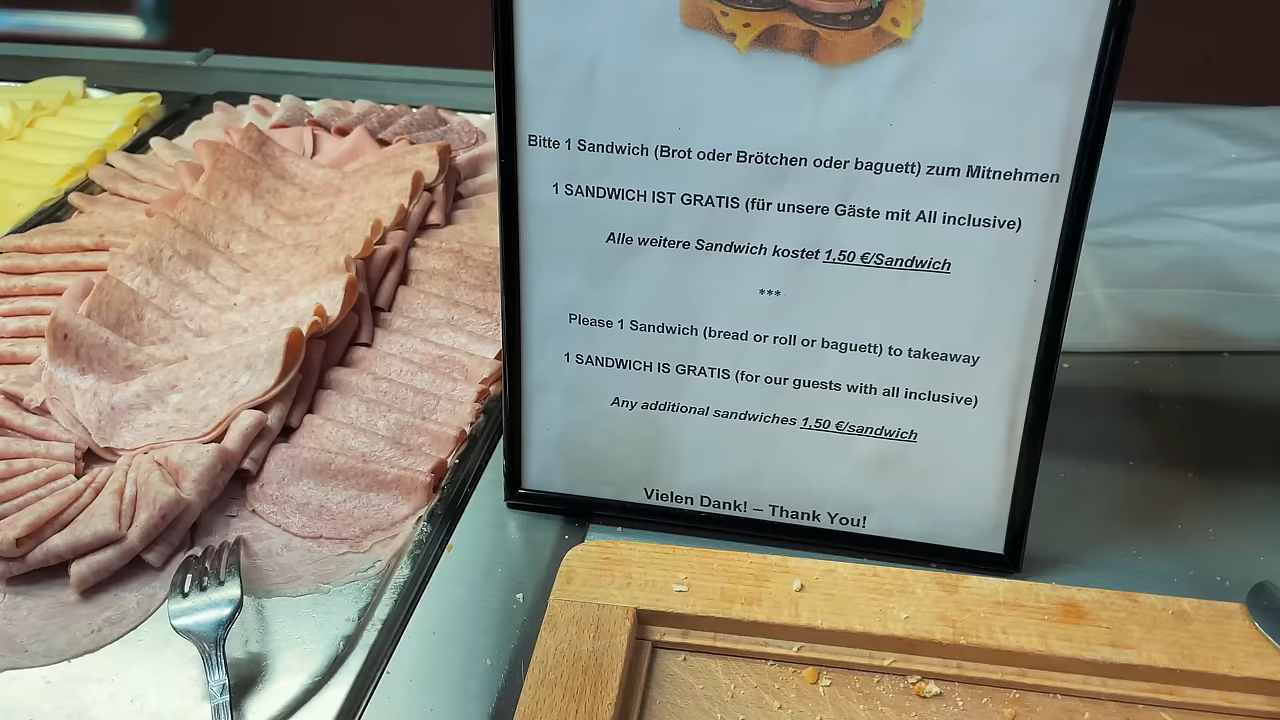 Bitte 1 Sandwich (Brot oder Brötchen oder baguett) zum Mitnehmen
1 SANDWICH IST GRATIS (für unsere Gäste mit All inclusive)
Alle weitere Sandwich kostet 1,50 €/Sandwich
***
Please 1 Sandwich (bread or roll or baguett) to takeaway
1 SANDWICH IS GRATIS (for our guests with all inclusive)
Any additional sandwiches 1,50 €/sandwich
Vielen Dank! – Thank You!